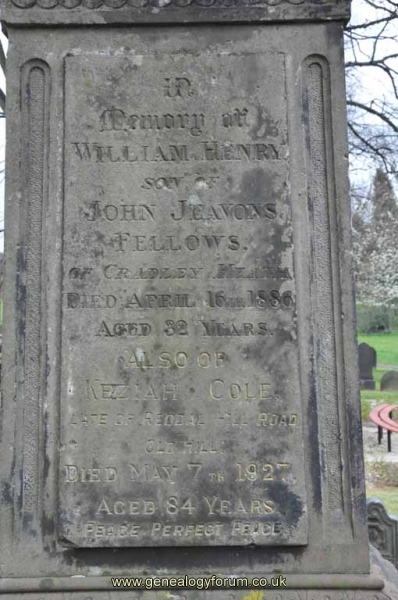 In
Memory of
WILLIAM HENRY
SON OF
JOHN JEAVONS
FELLOWS.
OF CRADLEY HEATH
DIED APRIL 16TH 1886
AGED 32 YEARS.
ALSO OF
KEZIAH COLE
LATE OF REDDAL HILL ROAD
OLD HILL
DIED MAY 7TH 1927
AGED 84 YEARS
PEACE PERFECT PEACE
www.genealogyforum.co.uk